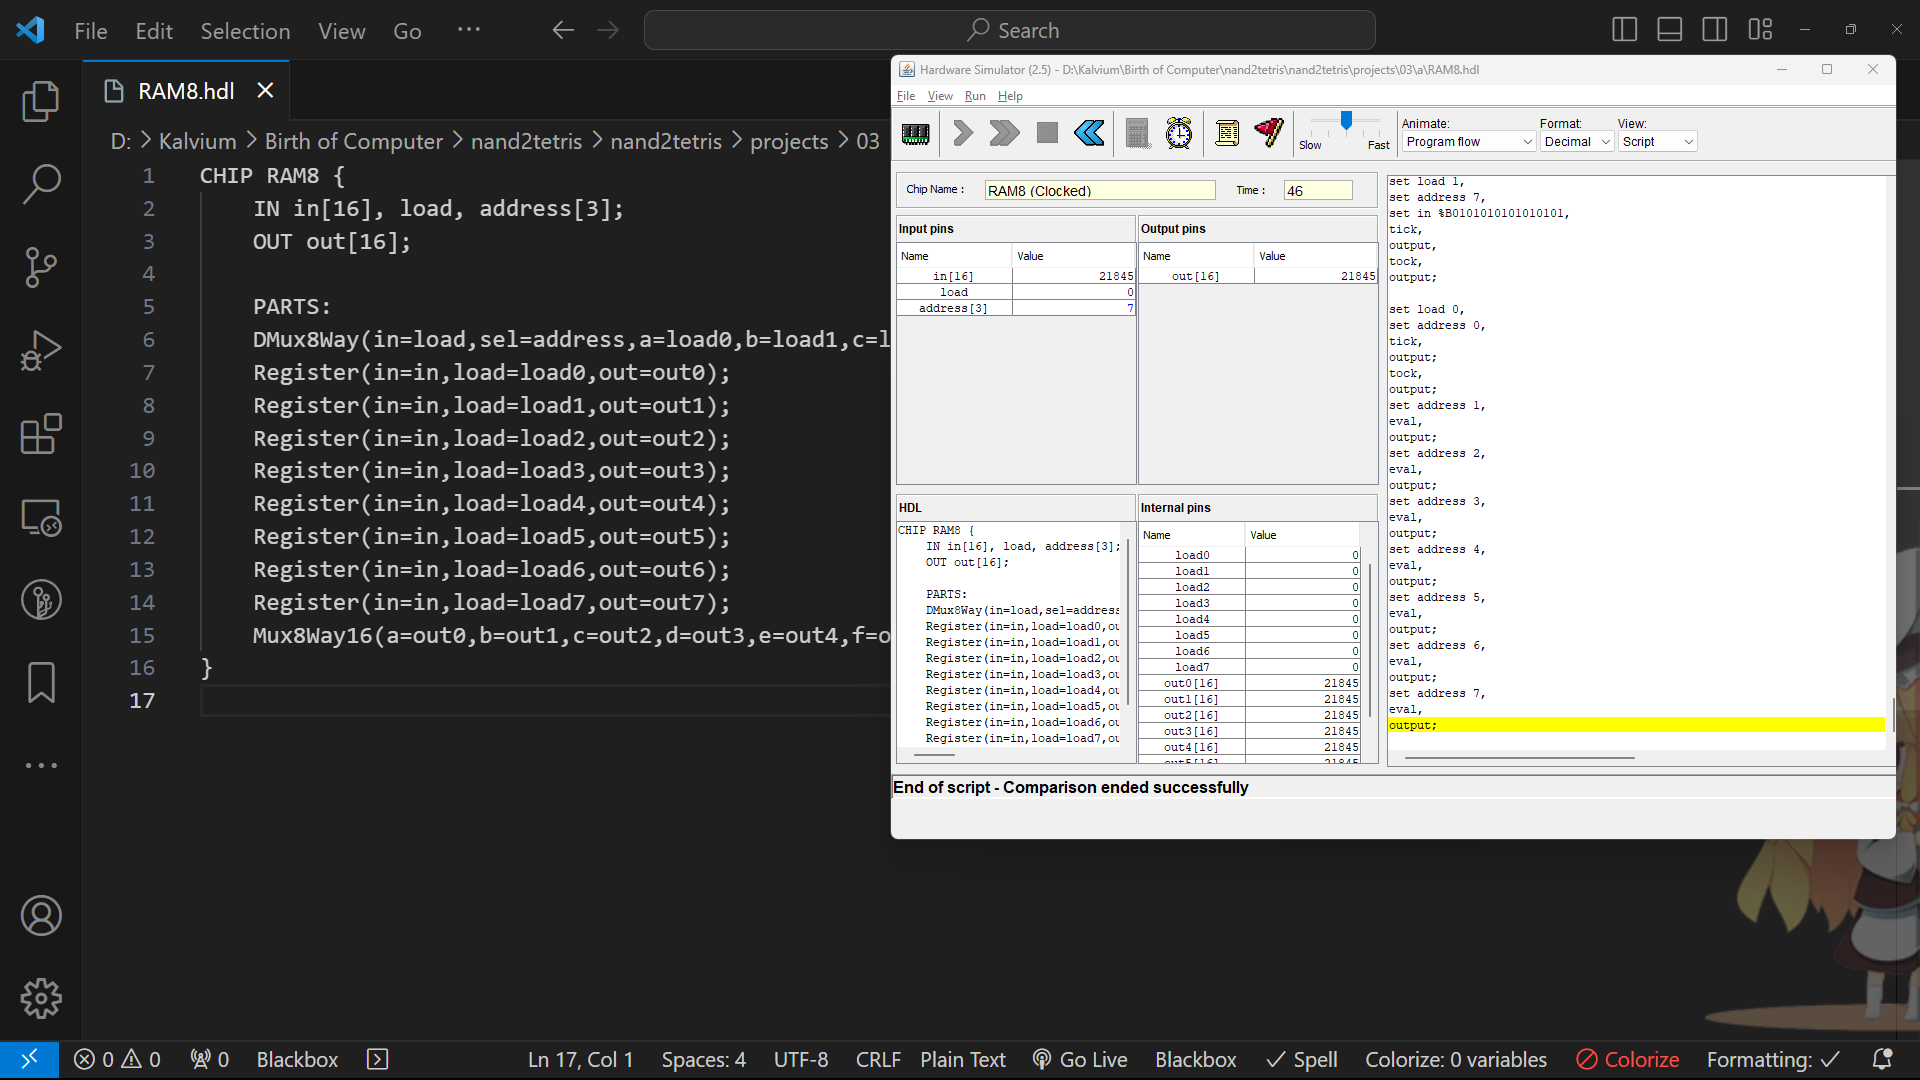 File Edit Selection View Go ··· Search
RAM8.hdl
D: > Kalvium > Birth of Computer > nand2tetris > nand2tetris > projects > 03
1 CHIP RAM8 {
2 IN in[16], load, address[3];
3 OUT out[16];
4
5 PARTS:
6 DMux8Way(in=load,sel=address,a=load0,b=load1,c=l
7 Register(in=in,load=load0,out=out0);
8 Register(in=in,load=load1,out=out1);
9 Register(in=in,load=load2,out=out2);
10 Register(in=in,load=load3,out=out3);
11 Register(in=in,load=load4,out=out4);
12 Register(in=in,load=load5,out=out5);
13 Register(in=in,load=load6,out=out6);
14 Register(in=in,load=load7,out=out7);
15 Mux8Way16(a=out0,b=out1,c=out2,d=out3,e=out4,f=o
16 }
17
Hardware Simulator (2.5) - D:\Kalvium\Birth of Computer\nand2tetris\nand2tetris\projects\03\a\RAM8.hdl
File View Run Help
Slow Fast
Animate: Format: View:
Program flow Decimal Script
Chip Name : RAM8 (Clocked) Time : 46
Input pins
Name Value
in[16] 21845
load 0
address[3] 7
Output pins
Name Value
out[16] 21845
HDL
CHIP RAM8 {
IN in[16], load, address[3];
OUT out[16];
PARTS:
DMux8Way(in=load,sel=address
Register(in=in,load=load0,ou
Register(in=in,load=load1,ou
Register(in=in,load=load2,ou
Register(in=in,load=load3,ou
Register(in=in,load=load4,ou
Register(in=in,load=load5,ou
Register(in=in,load=load6,ou
Register(in=in,load=load7,ou
Internal pins
Name Value
load0 0
load1 0
load2 0
load3 0
load4 0
load5 0
load6 0
load7 0
out0[16] 21845
out1[16] 21845
out2[16] 21845
out3[16] 21845
out4[16] 21845
out5[16] 21845
set load 1,
set address 7,
set in %B0101010101010101,
tick,
output,
tock,
output;
set load 0,
set address 0,
tick,
output;
tock,
output;
set address 1,
eval,
output;
set address 2,
eval,
output;
set address 3,
eval,
output;
set address 4,
eval,
output;
set address 5,
eval,
output;
set address 6,
eval,
output;
set address 7,
eval,
output;
End of script - Comparison ended successfully
0 0 0 Blackbox Ln 17, Col 1 Spaces: 4 UTF-8 CRLF Plain Text Go Live Blackbox Spell Colorize: 0 variables Colorize Formatting: